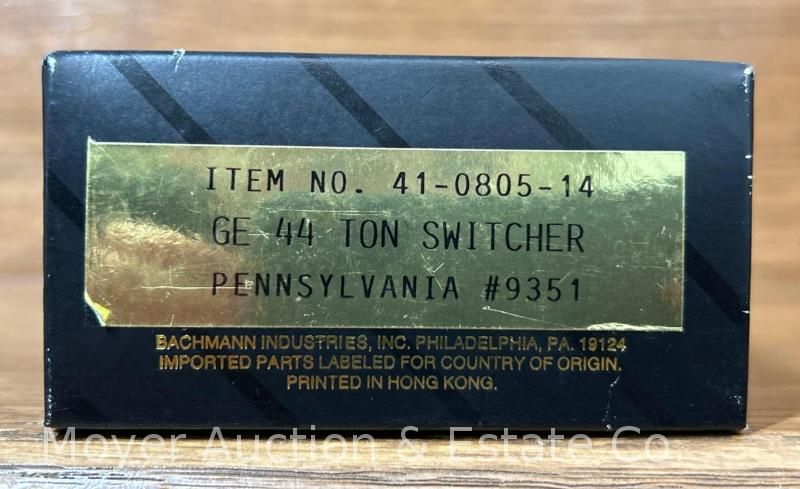 ITEM NO. 41-0805-14
GE 44 TON SWITCHER
PENNSYLVANIA #9351
BACHMANN INDUSTRIES, INC. PHILADELPHIA, PA. 19124
IMPORTED PARTS LABELED FOR COUNTRY OF ORIGIN.
PRINTED IN HONG KONG.
Moyer Auction & Estate Co.